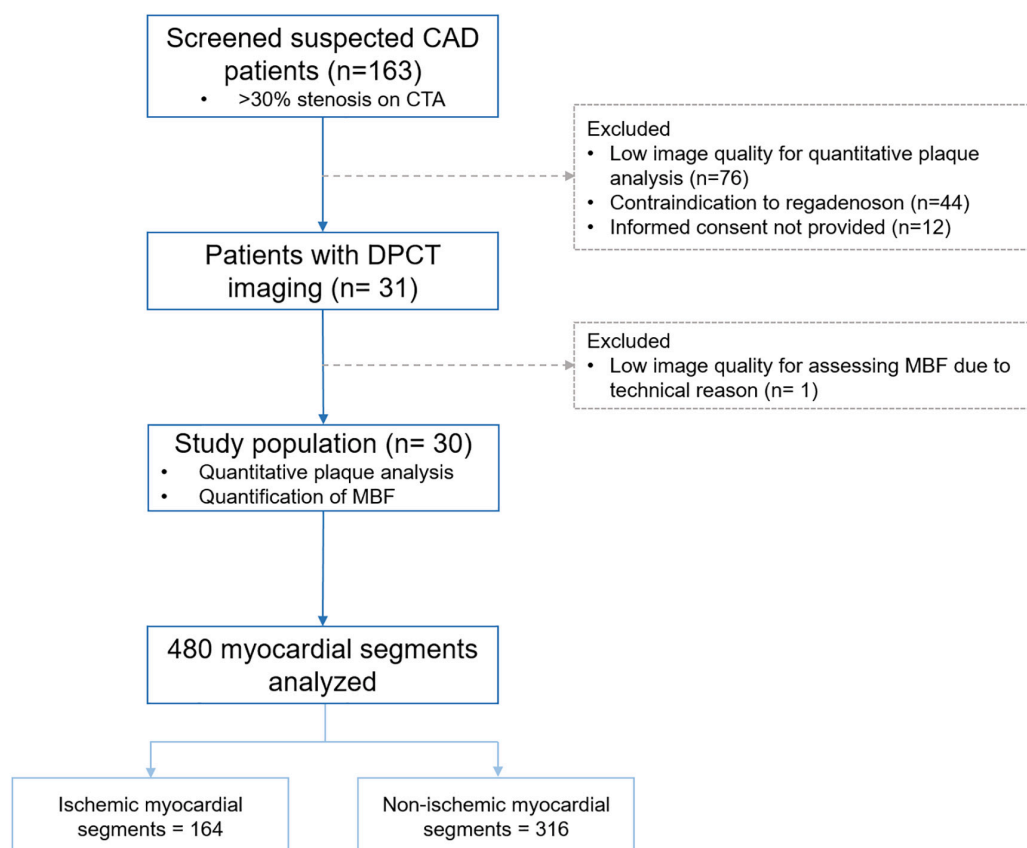 Screened suspected CAD
patients (n=163)
• >30% stenosis on CTA
Excluded
• Low image quality for quantitative plaque
analysis (n=76)
• Contraindication to regadenoson (n=44)
• Informed consent not provided (n=12)
Patients with DPCT
imaging (n= 31)
Excluded
• Low image quality for assessing MBF due to
technical reason (n= 1)
Study population (n= 30)
• Quantitative plaque analysis
• Quantification of MBF
480 myocardial segments
analyzed
Ischemic myocardial
segments = 164
Non-ischemic myocardial
segments = 316